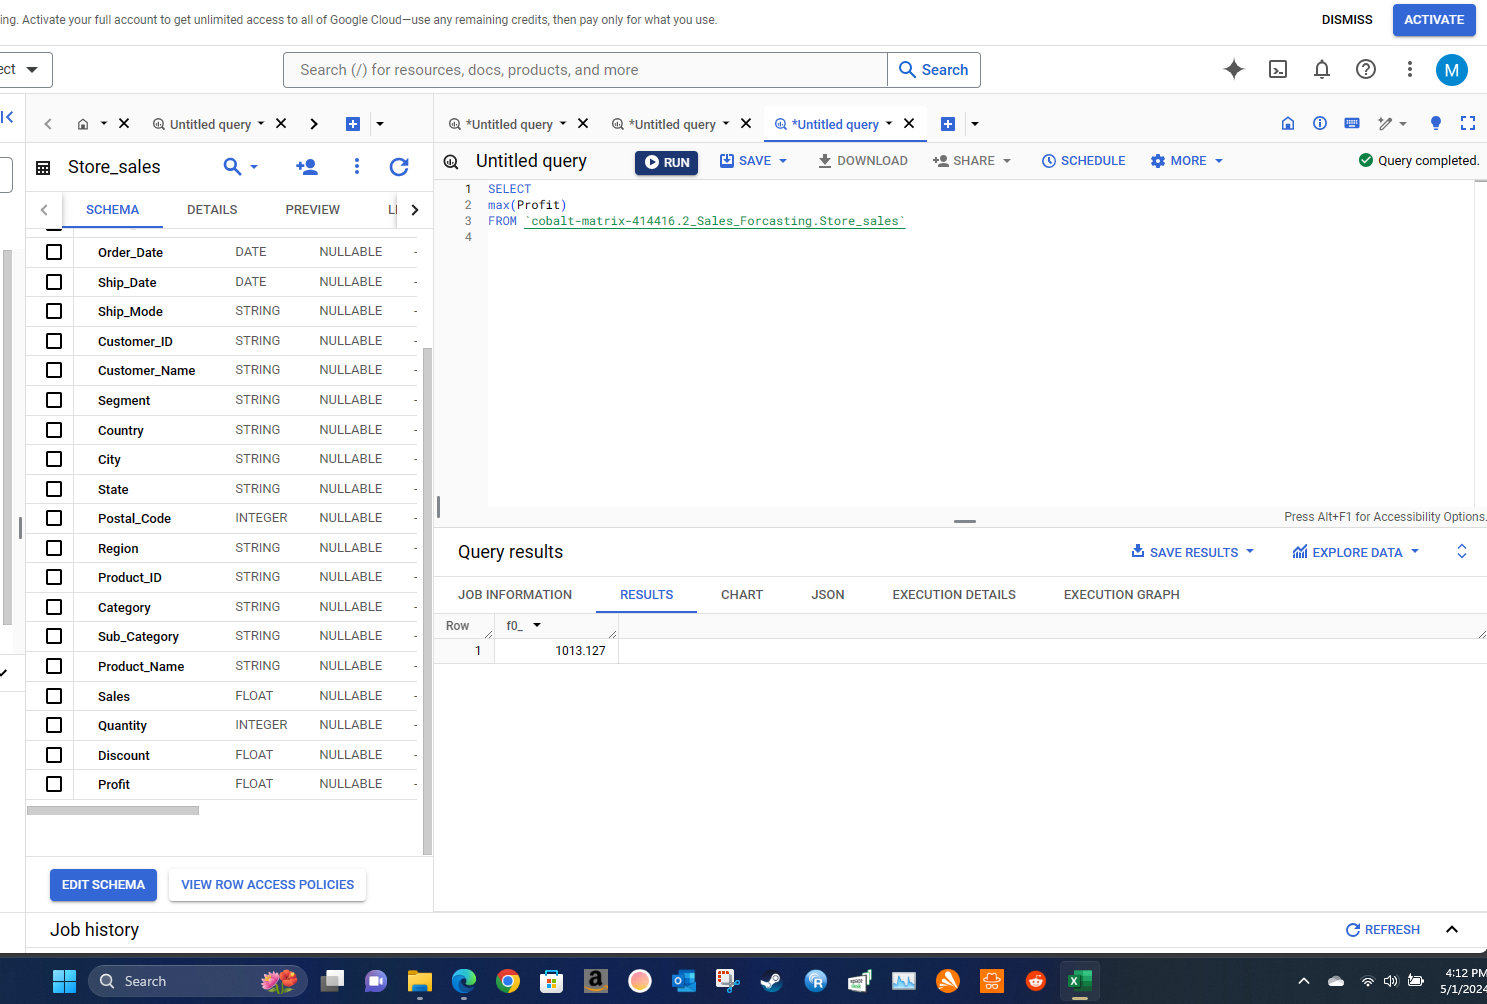 ing. Activate your full account to get unlimited access to all of Google Cloud—use any remaining credits, then pay only for what you use.
DISMISS
ACTIVATE
ect
Search (/) for resources, docs, products, and more
Search
M
Untitled query
*Untitled query
*Untitled query
*Untitled query
Store_sales
Untitled query
RUN
SAVE
DOWNLOAD
SHARE
SCHEDULE
MORE
Query completed.
SCHEMA
DETAILS
PREVIEW
LI
1 SELECT
2 max(Profit)
3 FROM `cobalt-matrix-414416.2_Sales_Forcasting.Store_sales`
4
Order_Date DATE NULLABLE -
Ship_Date DATE NULLABLE -
Ship_Mode STRING NULLABLE -
Customer_ID STRING NULLABLE -
Customer_Name STRING NULLABLE -
Segment STRING NULLABLE -
Country STRING NULLABLE -
City STRING NULLABLE -
State STRING NULLABLE -
Postal_Code INTEGER NULLABLE -
Region STRING NULLABLE -
Product_ID STRING NULLABLE -
Category STRING NULLABLE -
Sub_Category STRING NULLABLE -
Product_Name STRING NULLABLE -
Sales FLOAT NULLABLE -
Quantity INTEGER NULLABLE -
Discount FLOAT NULLABLE -
Profit FLOAT NULLABLE -
EDIT SCHEMA
VIEW ROW ACCESS POLICIES
Press Alt+F1 for Accessibility Options.
Query results
SAVE RESULTS
EXPLORE DATA
JOB INFORMATION
RESULTS
CHART
JSON
EXECUTION DETAILS
EXECUTION GRAPH
Row f0_
1 1013.127
Job history
REFRESH
Search
4:12 PM
5/1/2024